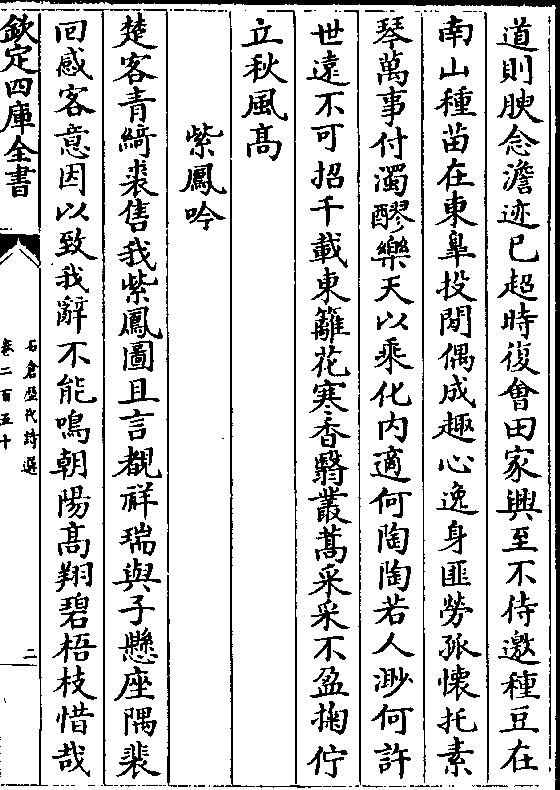 道則腴念澹迹已超時復會田家興至不待邀種豆在
南山種苗在東臯投閒偶成趣心逸身匪勞孤懐托素
琴萬事付濁醪樂天以乘化内適何陶陶若人渺何許
世遠不可招千載東籬花寒香翳叢蒿采采不盈掬佇
立秋風髙
紫鳳吟
楚客青綺裘售我紫鳳圖且言覩祥瑞與子懸座隅裴
回感客意因以致我辭不能鳴朝陽髙翔碧梧枝惜哉
欽定四庫全書
石倉歴代詩選
卷二百五十
二